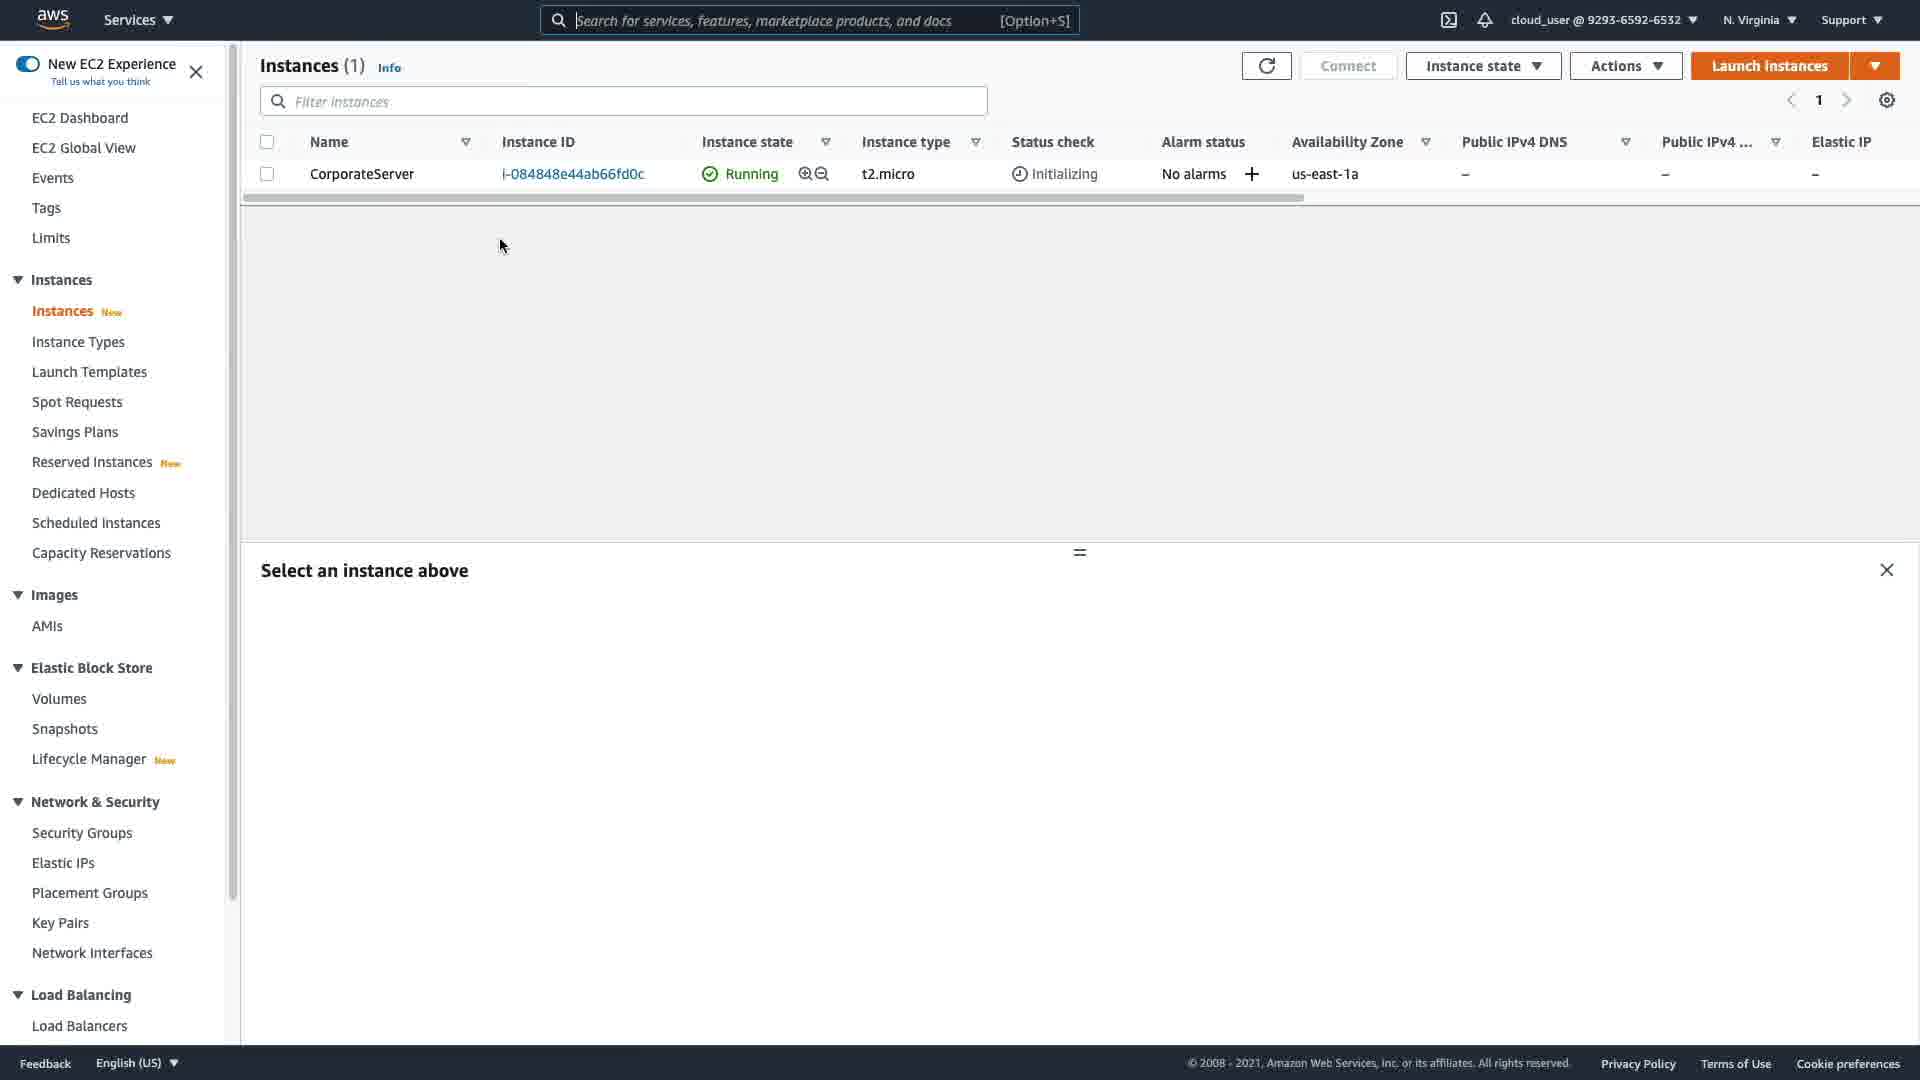 aws
Services
Search for services, features, marketplace products, and docs [Option+S]
cloud_user @ 9293-6592-6532
N. Virginia
Support
New EC2 Experience
Tell us what you think
EC2 Dashboard
EC2 Global View
Events
Tags
Limits
Instances
Instances New
Instance Types
Launch Templates
Spot Requests
Savings Plans
Reserved Instances New
Dedicated Hosts
Scheduled Instances
Capacity Reservations
Images
AMIs
Elastic Block Store
Volumes
Snapshots
Lifecycle Manager New
Network & Security
Security Groups
Elastic IPs
Placement Groups
Key Pairs
Network Interfaces
Load Balancing
Load Balancers
Instances (1) Info
Connect
Instance state
Actions
Launch instances
Filter instances
1
Name Instance ID Instance state Instance type Status check Alarm status Availability Zone Public IPv4 DNS Public IPv4 ... Elastic IP
CorporateServer i-084848e44ab66fd0c Running t2.micro Initializing No alarms + us-east-1a – – –
Select an instance above
Feedback English (US)
© 2008 - 2021, Amazon Web Services, Inc. or its affiliates. All rights reserved. Privacy Policy Terms of Use Cookie preferences